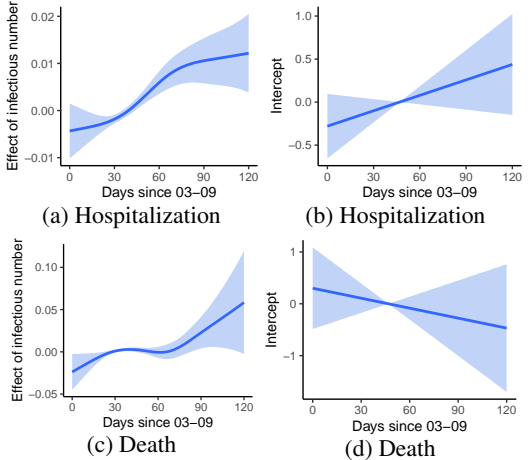 Effect of infectious number
0.02
0.01
0.00
−0.01
0
30
60
90
120
Days since 03−09
(a) Hospitalization
Intercept
1.0
0.5
0.0
−0.5
0
30
60
90
120
Days since 03−09
(b) Hospitalization
Effect of infectious number
0.10
0.05
0.00
−0.05
0
30
60
90
120
Days since 03−09
(c) Death
Intercept
1
0
−1
0
30
60
90
120
Days since 03−09
(d) Death